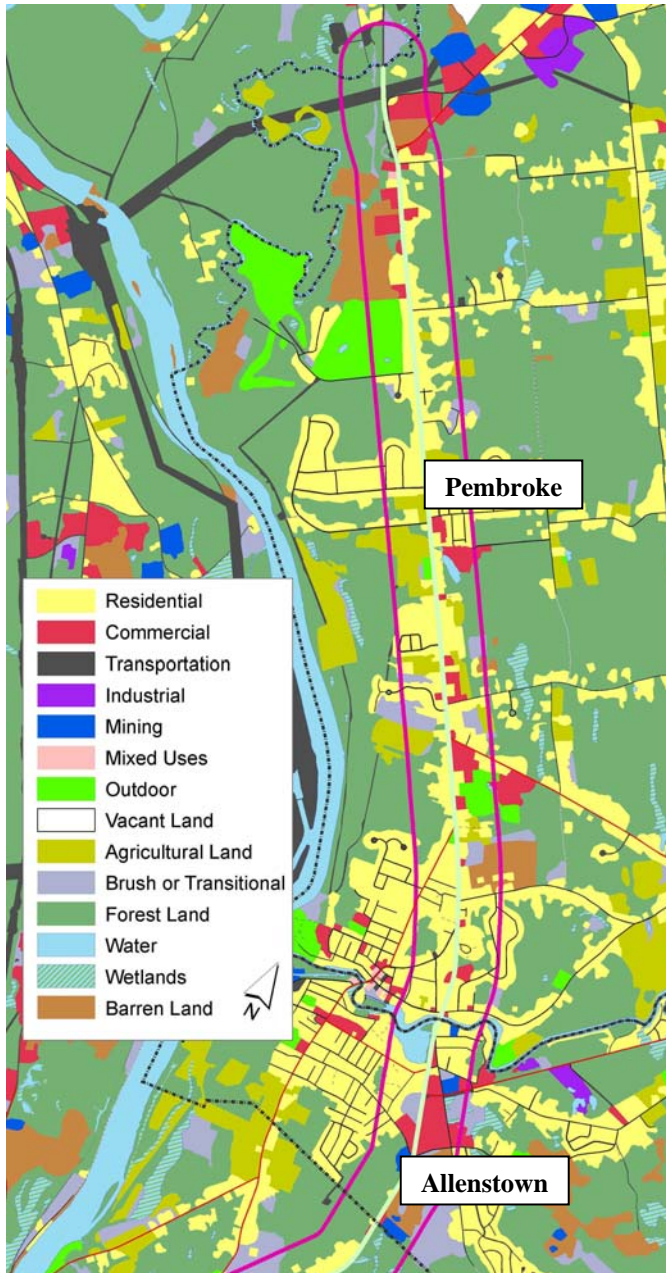 Pembroke
Residential
Commercial
Transportation
Industrial
Mining
Mixed Uses
Outdoor
Vacant Land
Agricultural Land
Brush or Transitional
Forest Land
Water
Wetlands
Barren Land
N
Allenstown